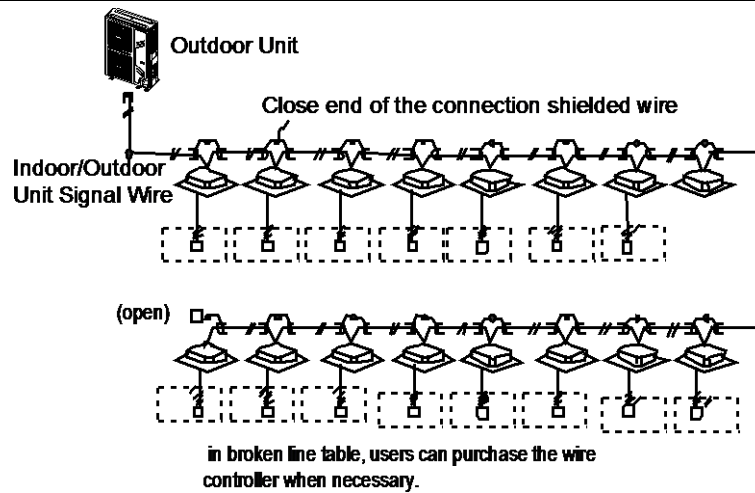 Outdoor Unit
Close end of the connection shielded wire
Indoor/Outdoor
Unit Signal Wire
(open)
in broken line table, users can purchase the wire
controller when necessary.